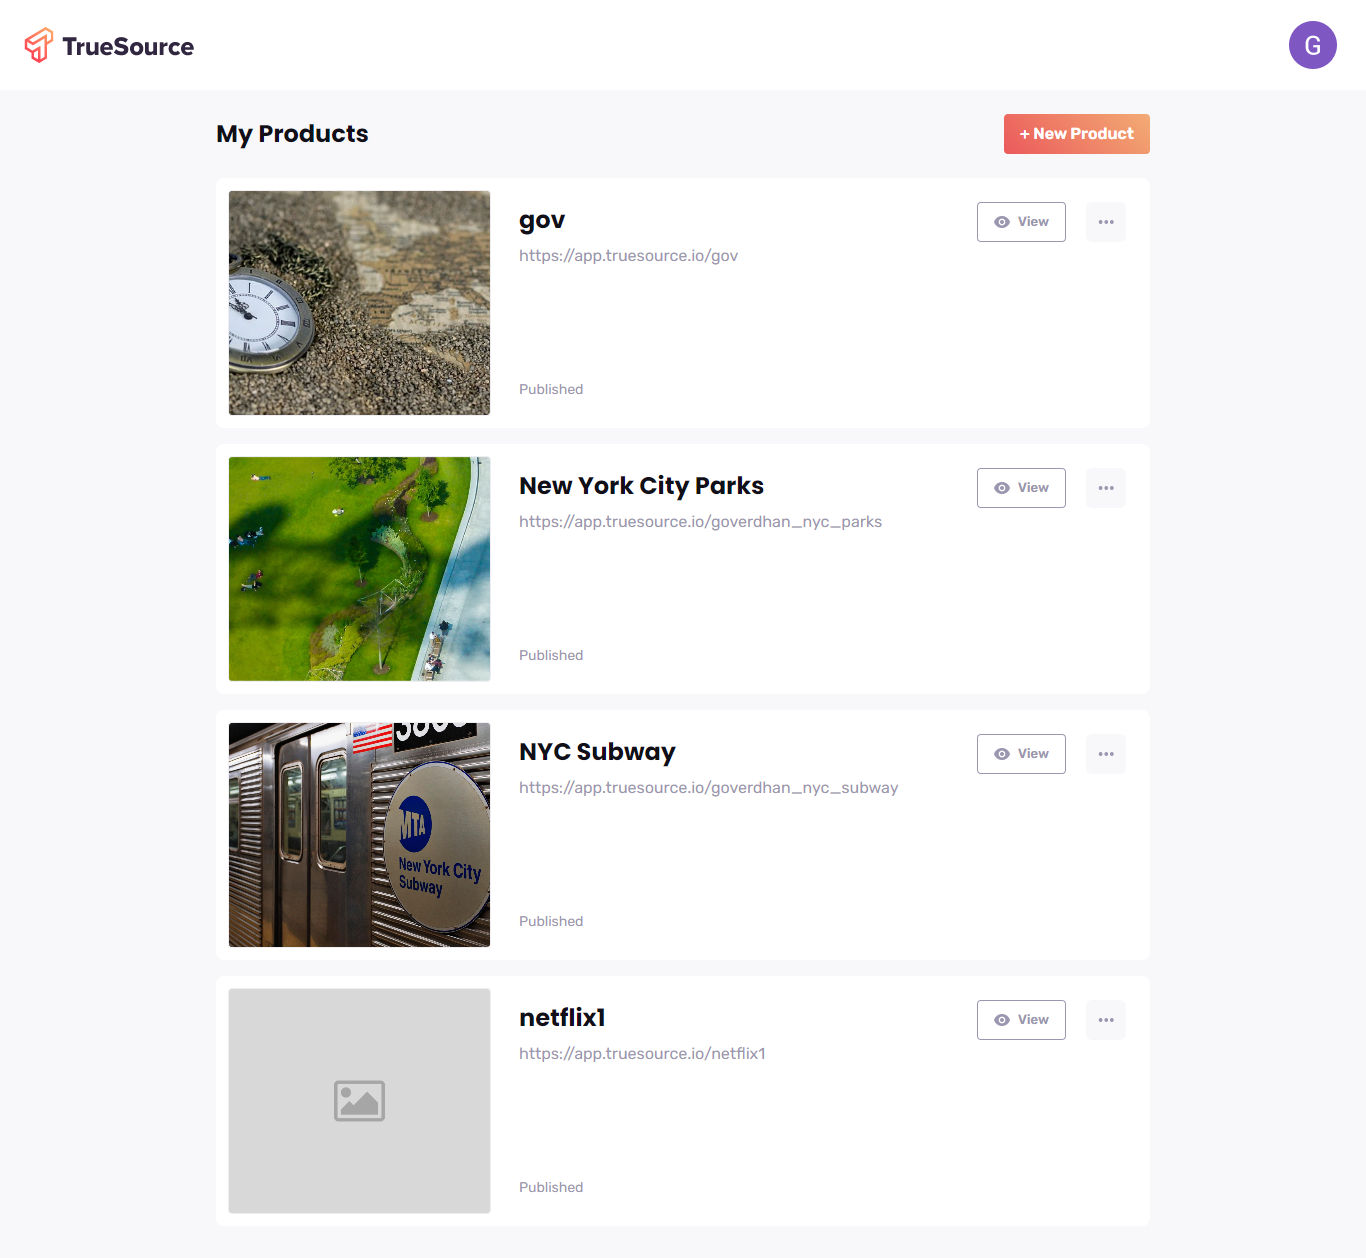 TrueSource
G
My Products
+ New Product
gov
View
https://app.truesource.io/gov
Published
New York City Parks
View
https://app.truesource.io/goverdhan_nyc_parks
Published
NYC Subway
View
https://app.truesource.io/goverdhan_nyc_subway
MTA
New York City
Subway
Published
netflix1
View
https://app.truesource.io/netflix1
Published